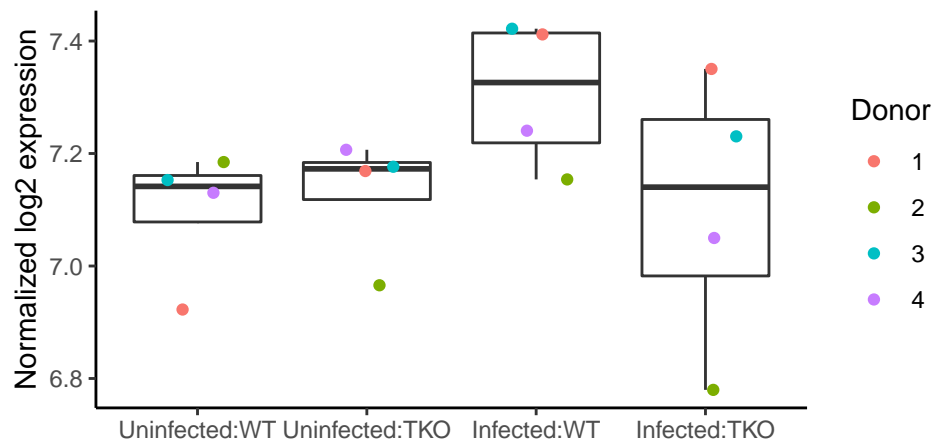 Normalized log2 expression
7.4
7.2
7.0
6.8
Uninfected:WT Uninfected:TKO Infected:WT Infected:TKO
Donor
1
2
3
4